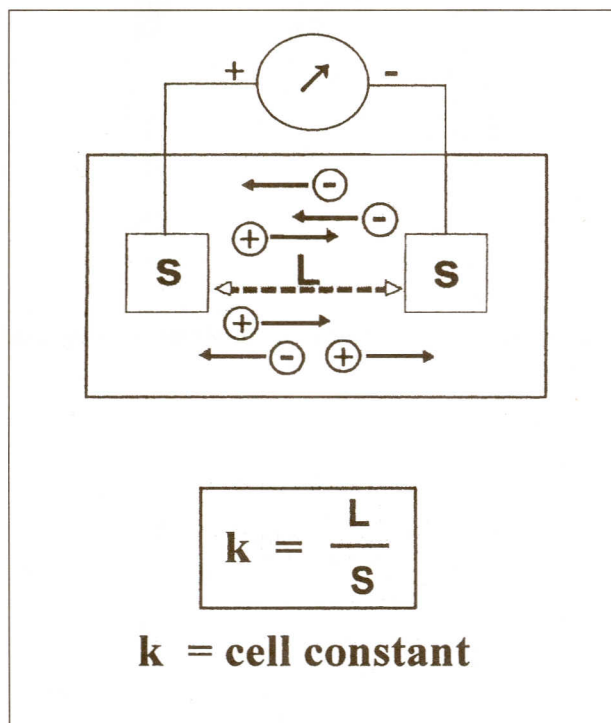 + -
-
-
+
L
S S
+
- +
k = L
S
k = cell constant